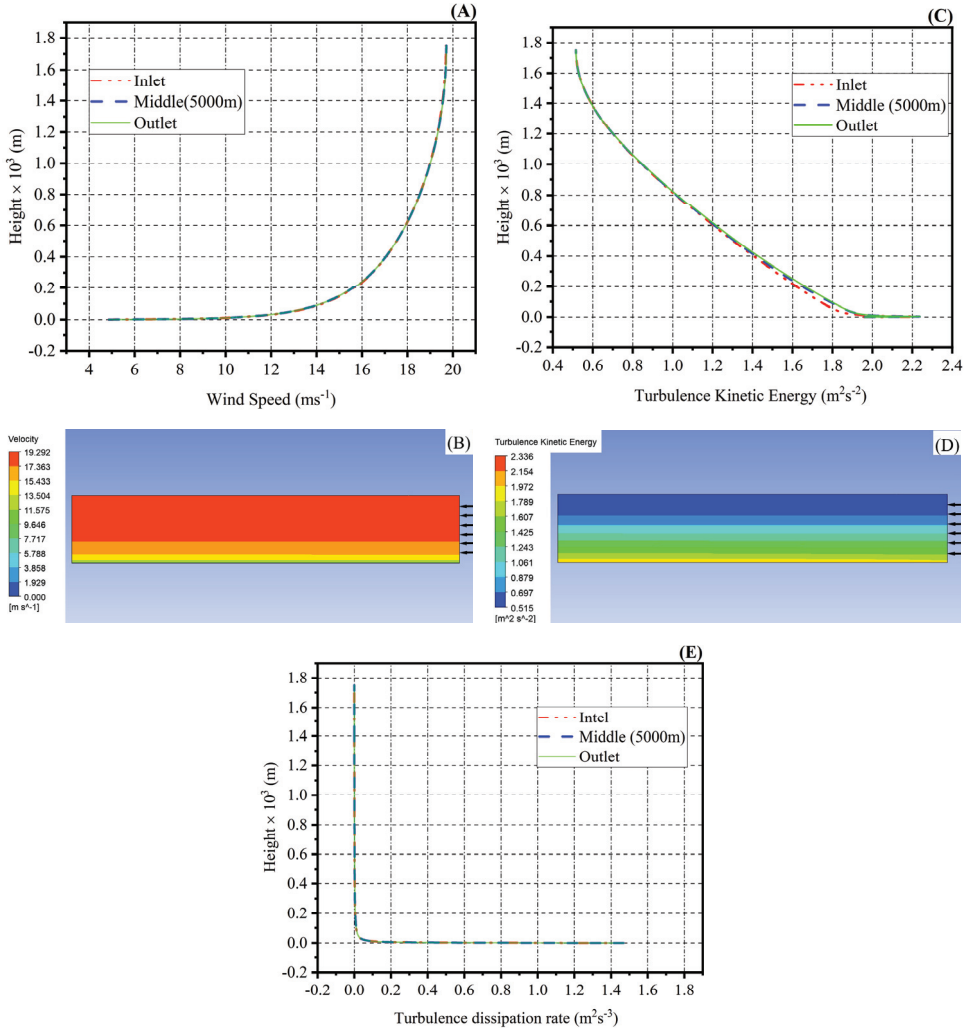 (A)
1.8
1.6
1.4
1.2
1.0
0.8
0.6
0.4
0.2
0.0
-0.2
Height × 10³ (m)
Inlet
Middle(5000m)
Outlet
4 6 8 10 12 14 16 18 20
Wind Speed (ms⁻¹)
(C)
1.8
1.6
1.4
1.2
1.0
0.8
0.6
0.4
0.2
0.0
-0.2
Height × 10³ (m)
Inlet
Middle (5000m)
Outlet
0.4 0.6 0.8 1.0 1.2 1.4 1.6 1.8 2.0 2.2 2.4
Turbulence Kinetic Energy (m²s⁻²)
Velocity
19.292
17.363
15.433
13.504
11.575
9.646
7.717
5.788
3.858
1.929
0.000
[m s^-1]
(B)
Turbulence Kinetic Energy
2.336
2.154
1.972
1.789
1.607
1.425
1.243
1.061
0.879
0.697
0.515
[m^2 s^-2]
(D)
(E)
1.8
1.6
1.4
1.2
1.0
0.8
0.6
0.4
0.2
0.0
-0.2
Height × 10³ (m)
Intel
Middle (5000m)
Outlet
-0.2 0.0 0.2 0.4 0.6 0.8 1.0 1.2 1.4 1.6 1.8
Turbulence dissipation rate (m²s⁻³)